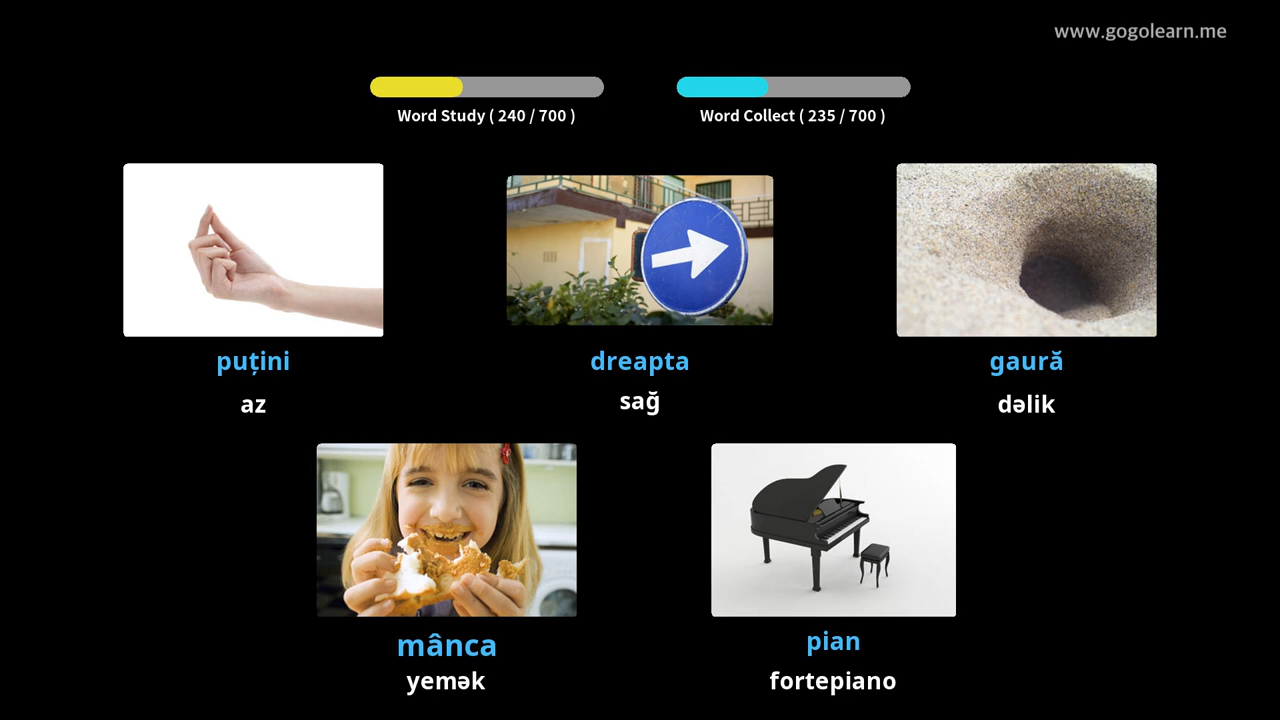 www.gogolearn.me
Word Study ( 240 / 700 )
Word Collect ( 235 / 700 )
puțini
dreapta
gaură
az
sağ
dəlik
mânca
pian
yemək
fortepiano